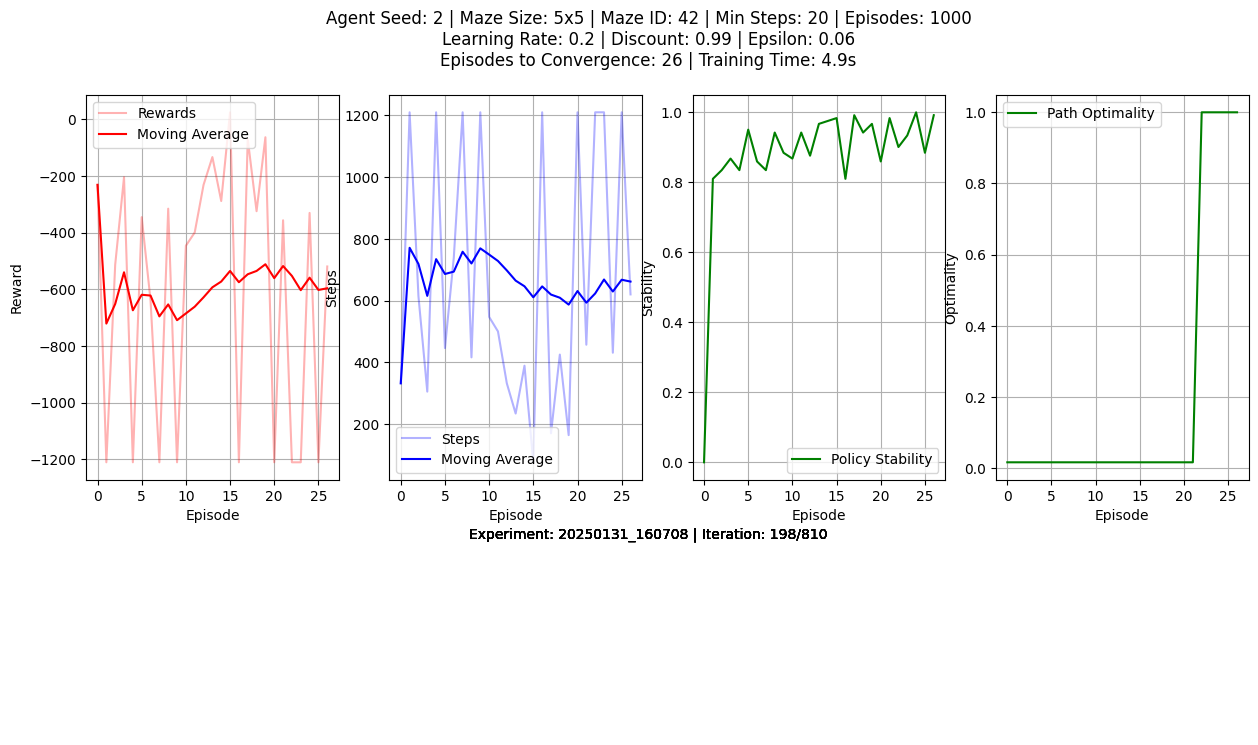 Agent Seed: 2 | Maze Size: 5x5 | Maze ID: 42 | Min Steps: 20 | Episodes: 1000
Learning Rate: 0.2 | Discount: 0.99 | Epsilon: 0.06
Episodes to Convergence: 26 | Training Time: 4.9s
Reward
0
−200
−400
−600
−800
−1000
−1200
Rewards
Moving Average
0 5 10 15 20 25
Episode
Steps
1200
1000
800
600
400
200
Steps
Moving Average
0 5 10 15 20 25
Episode
Stability
1.0
0.8
0.6
0.4
0.2
0.0
Policy Stability
0 5 10 15 20 25
Episode
Optimality
1.0
0.8
0.6
0.4
0.2
0.0
Path Optimality
0 5 10 15 20 25
Episode
Experiment: 20250131_160708 | Iteration: 198/810